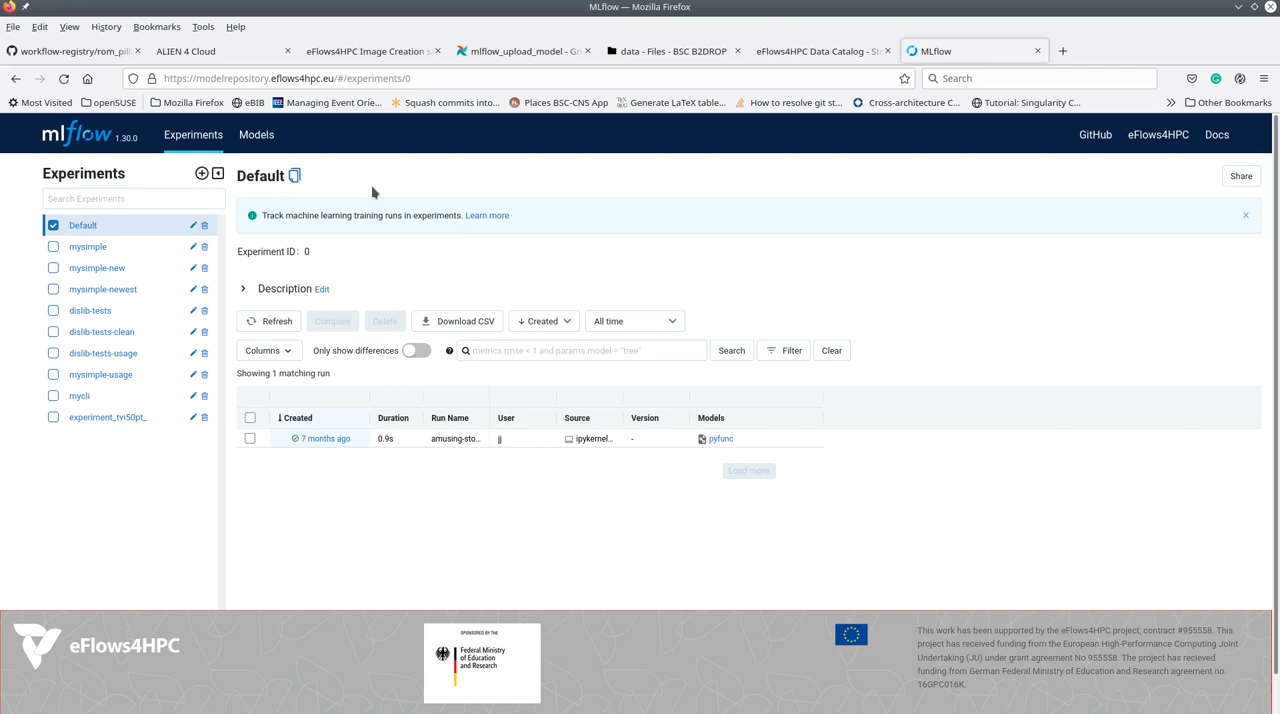 MLflow — Mozilla Firefox
File Edit View History Bookmarks Tools Help
workflow-registry/rom_pil
ALIEN 4 Cloud
eFlows4HPC Image Creation s
mlflow_upload_model - Gri
data - Files - BSC B2DROP
eFlows4HPC Data Catalog - St
MLflow
https://modelrepository.eflows4hpc.eu/#/experiments/0
Search
Most Visited openSUSE Mozilla Firefox eBIB Managing Event Orie... Squash commits into... Places BSC-CNS App Generate LaTeX table... How to resolve git st... Cross-architecture C... Tutorial: Singularity C... Other Bookmarks
mlflow 1.30.0 Experiments Models GitHub eFlows4HPC Docs
Experiments
Search Experiments
Default
mysimple
mysimple-new
mysimple-newest
dislib-tests
dislib-tests-clean
dislib-tests-usage
mysimple-usage
mycli
experiment_tvi50pt_
Default
Share
Track machine learning training runs in experiments. Learn more
Experiment ID: 0
Description Edit
Refresh Compare Delete Download CSV Created All time
Columns Only show differences metrics.rmse < 1 and params.model = "tree" Search Filter Clear
Showing 1 matching run
Created Duration Run Name User Source Version Models
7 months ago 0.9s amusing-sto... jj ipykernel... - pyfunc
Load more
eFlows4HPC
SPONSORED BY THE
Federal Ministry
of Education
and Research
This work has been supported by the eFlows4HPC project, contract #955558. This
project has received funding from the European High-Performance Computing Joint
Undertaking (JU) under grant agreement No 955558. The project has recieved
funding from German Federal Ministry of Education and Research agreement no.
16GPC016K.